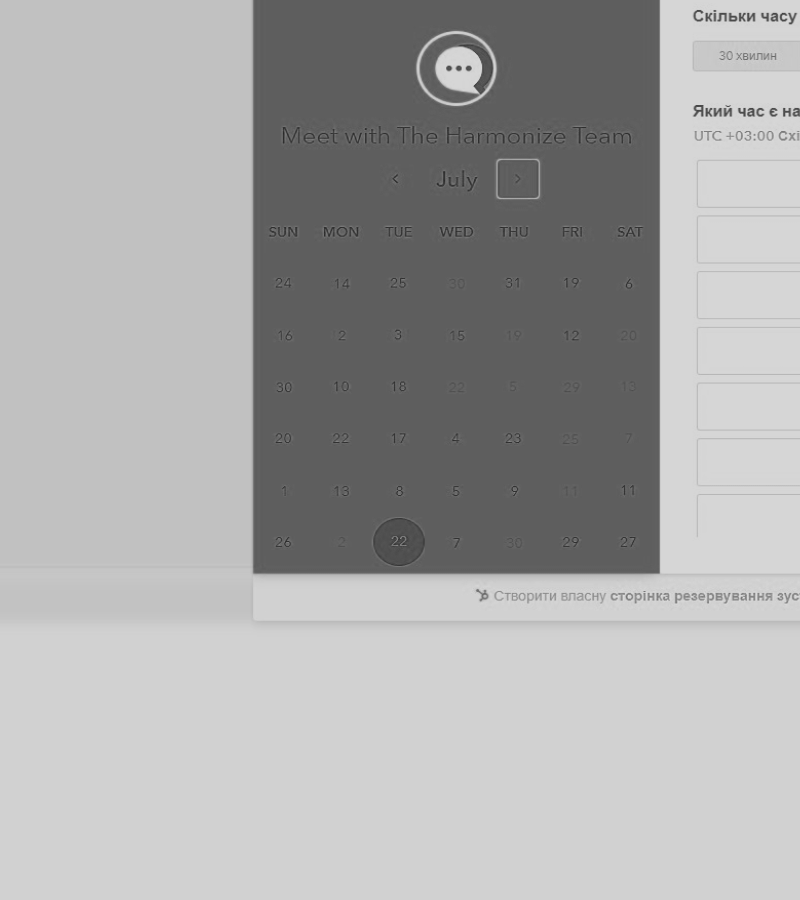 Скільки часу
30 хвилин
Meet with The Harmonize Team
Який час є на
UTC +03:00 Схі
July
SUN MON TUE WED THU FRI SAT
24 14 25 30 31 19 6
16 2 3 15 19 12 20
30 10 18 22 5 29 13
20 22 17 4 23 25 7
1 13 8 5 9 11 11
26 2 22 7 30 29 27
Створити власну сторінка резервування зус